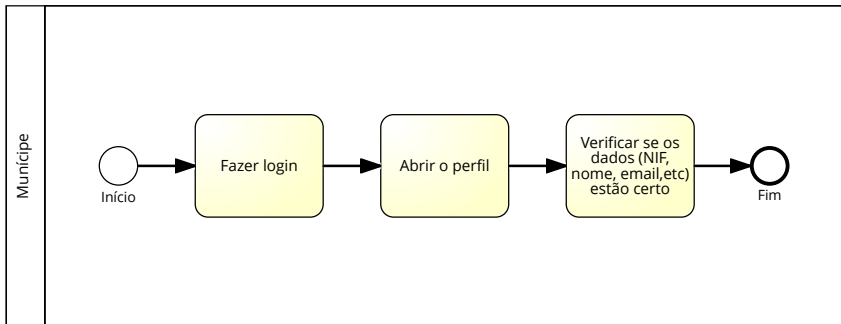 Munícipe
Início
Fazer login
Abrir o perfil
Verificar se os
dados (NIF,
nome, email,etc)
estão certo
Fim